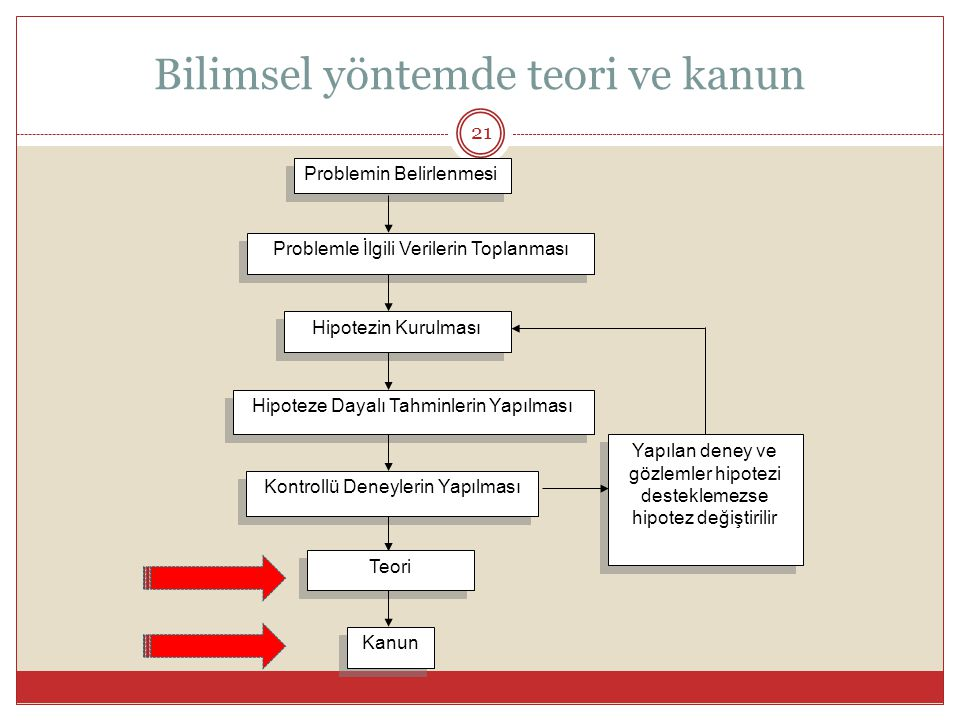 Bilimsel yöntemde teori ve kanun
21
Problemin Belirlenmesi
Problemle İlgili Verilerin Toplanması
Hipotezin Kurulması
Hipoteze Dayalı Tahminlerin Yapılması
Kontrollü Deneylerin Yapılması
Yapılan deney ve
gözlemler hipotezi
desteklemezse
hipotez değiştirilir
Teori
Kanun